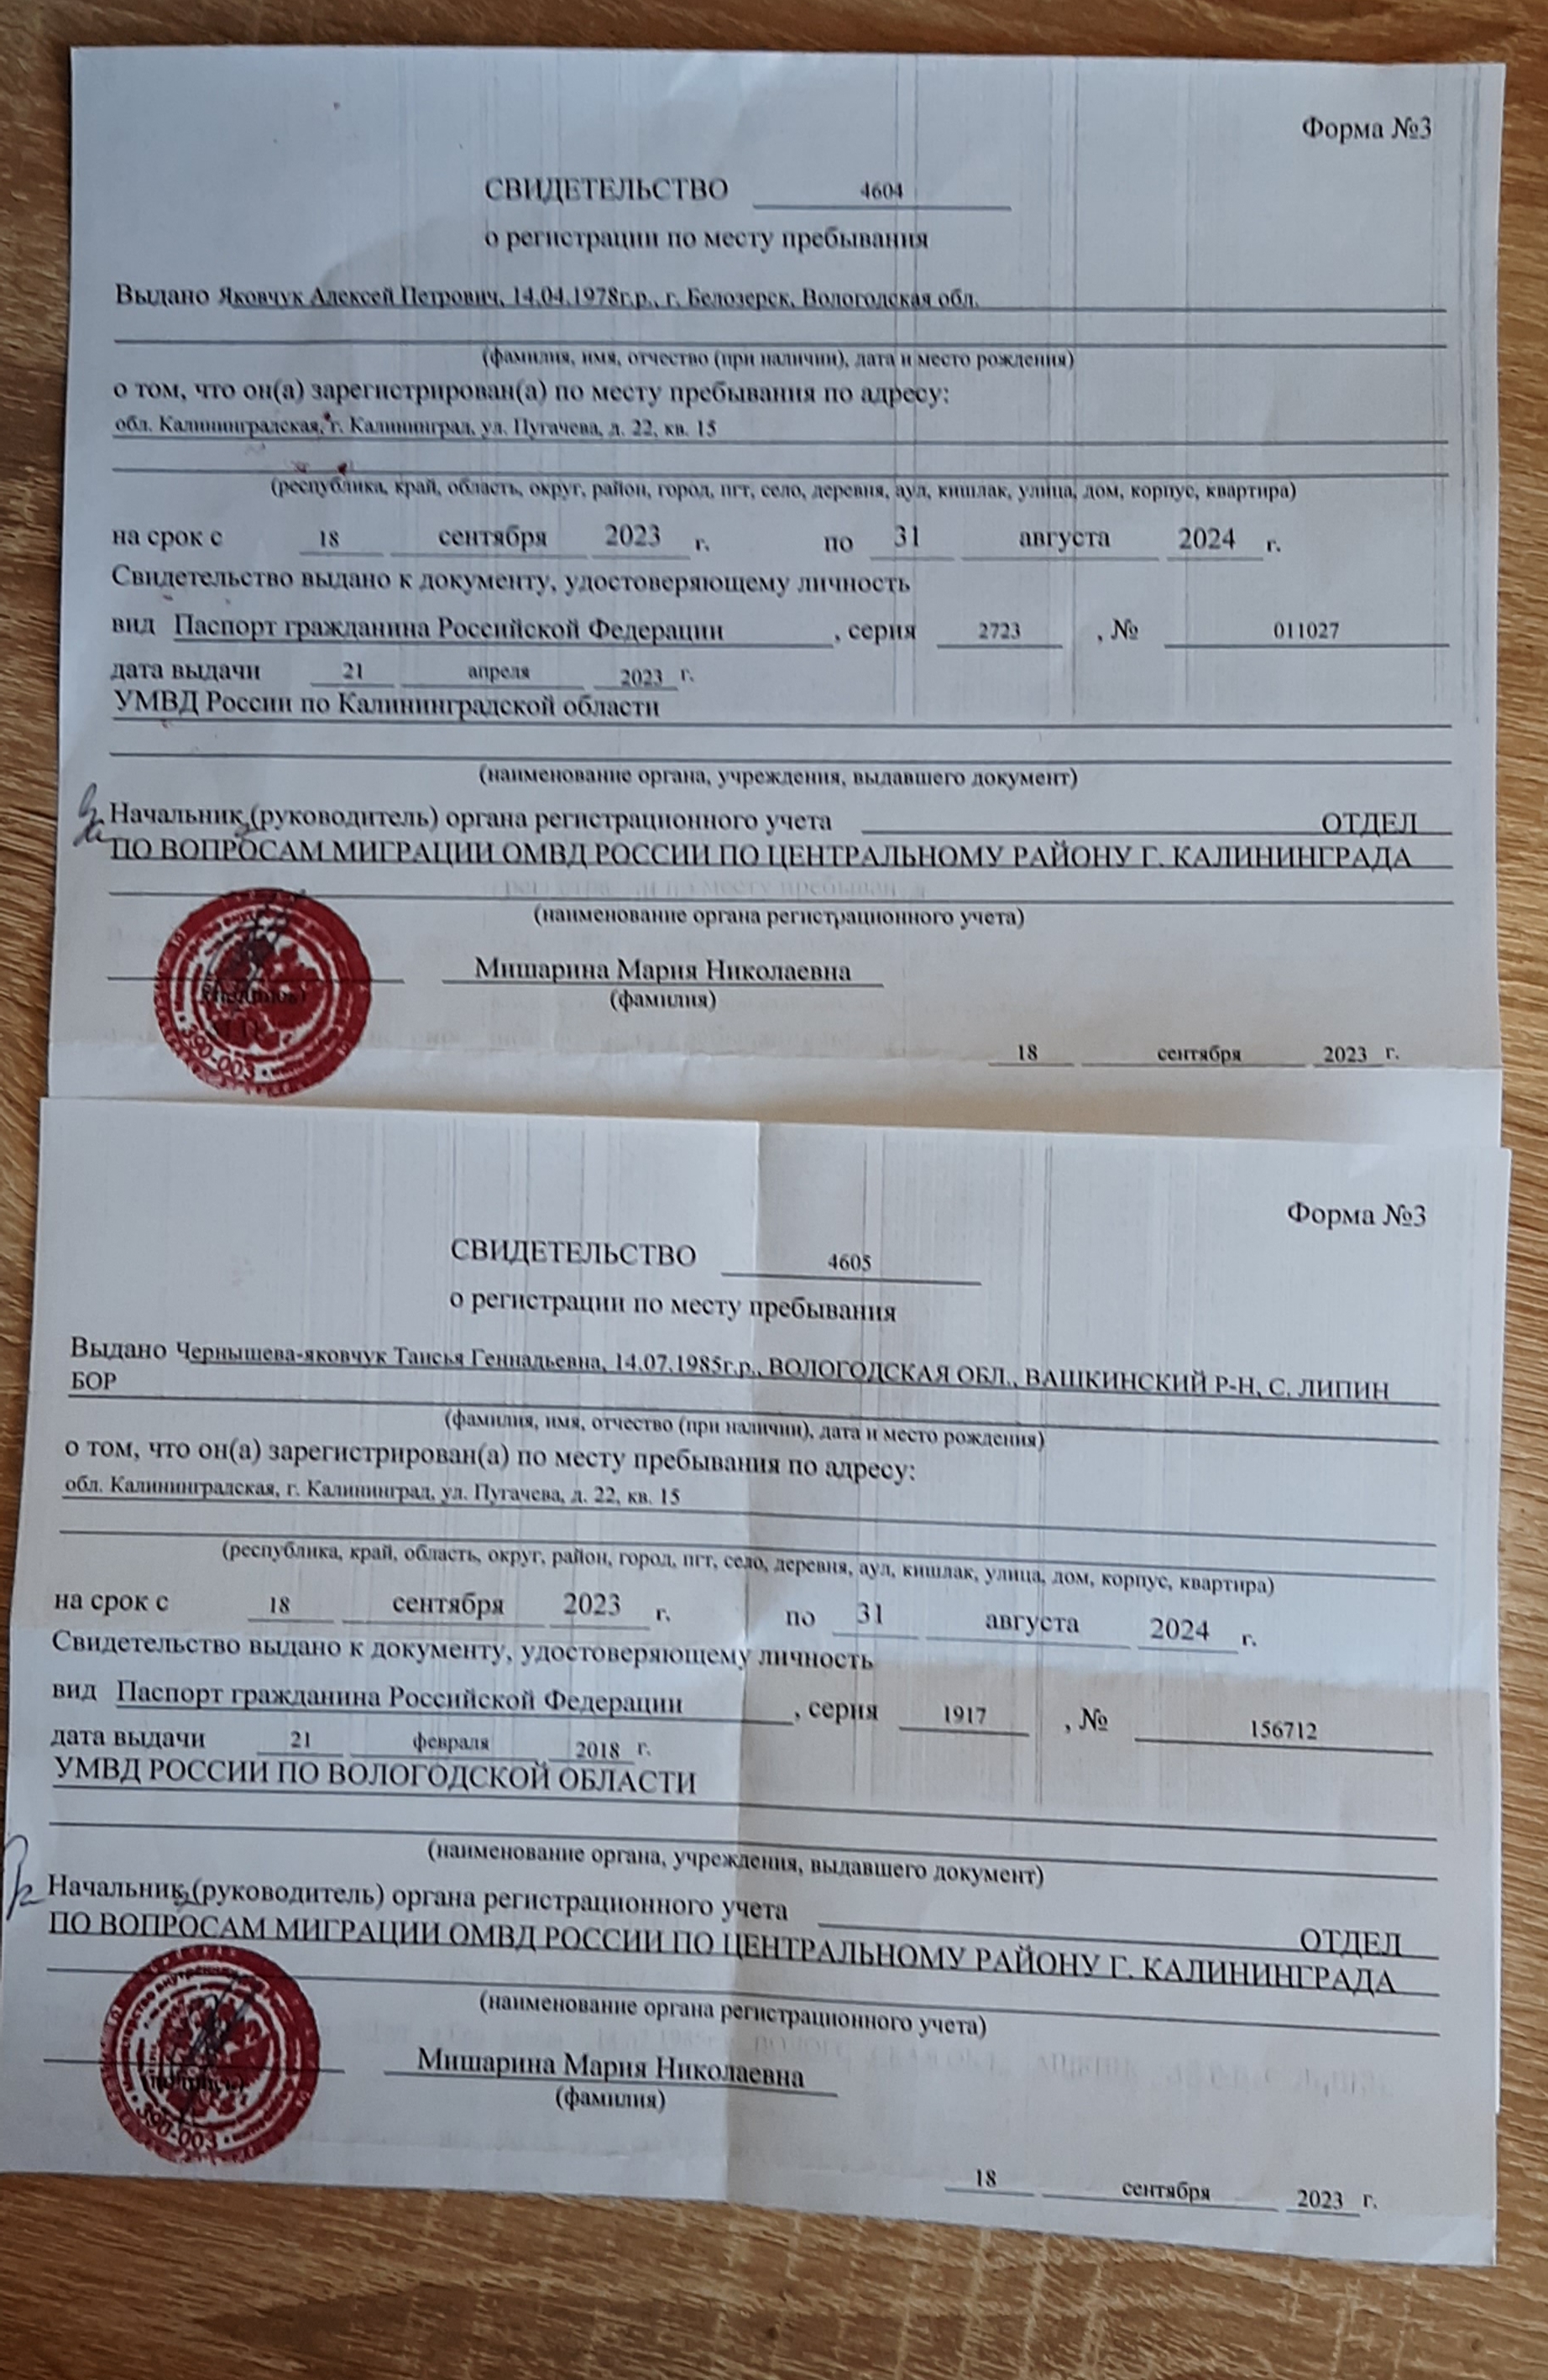 Форма №3
СВИДЕТЕЛЬСТВО 4604
о регистрации по месту пребывания
Выдано Яковчук Алексей Петрович, 14.04.1978г.р., г. Белозерск, Вологодская обл.
(фамилия, имя, отчество (при наличии), дата и место рождения)
о том, что он(а) зарегистрирован(а) по месту пребывания по адресу:
обл. Калининградская, г. Калининград, ул. Пугачева, д. 22, кв. 15
(республика, край, область, округ, район, город, пгт, село, деревня, аул, кишлак, улица, дом, корпус, квартира)
на срок с 18 сентября 2023 г. по 31 августа 2024 г.
Свидетельство выдано к документу, удостоверяющему личность
вид Паспорт гражданина Российской Федерации , серия 2723 , № 011027
дата выдачи 21 апреля 2023 г.
УМВД России по Калининградской области
(наименование органа, учреждения, выдавшего документ)
Начальник (руководитель) органа регистрационного учета ОТДЕЛ
ПО ВОПРОСАМ МИГРАЦИИ ОМВД РОССИИ ПО ЦЕНТРАЛЬНОМУ РАЙОНУ Г. КАЛИНИНГРАДА
(наименование органа регистрационного учета)
Мишарина Мария Николаевна
(подпись) (фамилия)
390-003
18 сентября 2023 г.
Форма №3
СВИДЕТЕЛЬСТВО 4605
о регистрации по месту пребывания
Выдано Чернышева-яковчук Таисья Геннадьевна, 14.07.1985г.р., ВОЛОГОДСКАЯ ОБЛ., ВАШКИНСКИЙ Р-Н, С. ЛИПИН
БОР
(фамилия, имя, отчество (при наличии), дата и место рождения)
о том, что он(а) зарегистрирован(а) по месту пребывания по адресу:
обл. Калининградская, г. Калининград, ул. Пугачева, д. 22, кв. 15
(республика, край, область, округ, район, город, пгт, село, деревня, аул, кишлак, улица, дом, корпус, квартира)
на срок с 18 сентября 2023 г. по 31 августа 2024 г.
Свидетельство выдано к документу, удостоверяющему личность
вид Паспорт гражданина Российской Федерации , серия 1917 , № 156712
дата выдачи 21 февраля 2018 г.
УМВД РОССИИ ПО ВОЛОГОДСКОЙ ОБЛАСТИ
(наименование органа, учреждения, выдавшего документ)
Начальник (руководитель) органа регистрационного учета ОТДЕЛ
ПО ВОПРОСАМ МИГРАЦИИ ОМВД РОССИИ ПО ЦЕНТРАЛЬНОМУ РАЙОНУ Г. КАЛИНИНГРАДА
(наименование органа регистрационного учета)
Мишарина Мария Николаевна
(подпись) (фамилия)
390-003
18 сентября 2023 г.